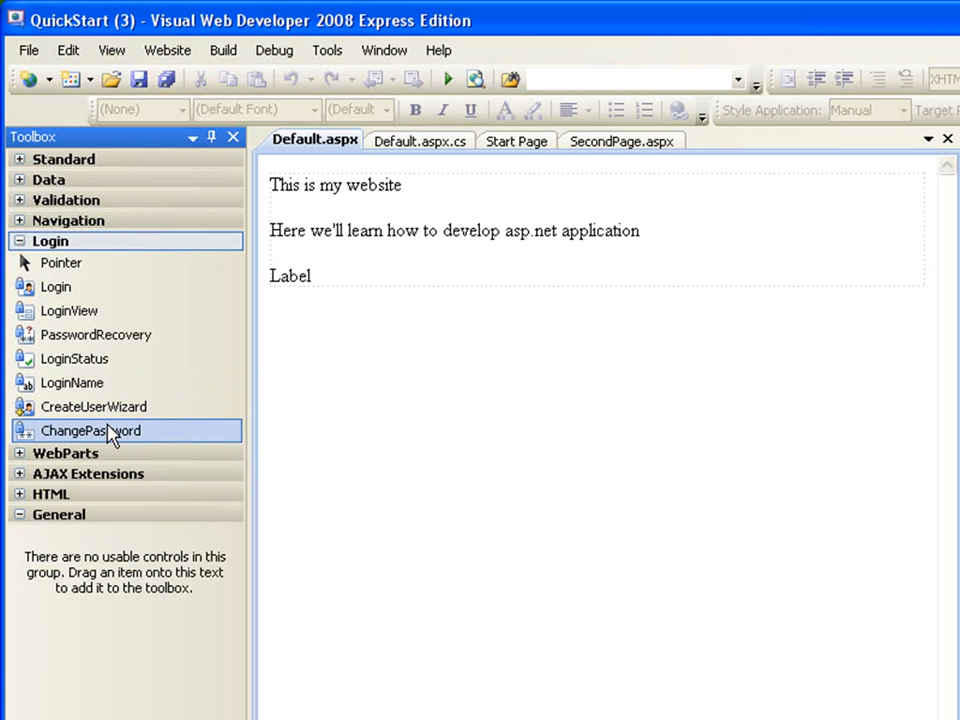 QuickStart (3) - Visual Web Developer 2008 Express Edition
File Edit View Website Build Debug Tools Window Help
XHTM
(None) (Default Font) (Default B I U A Style Application: Manual Target R
Toolbox
Default.aspx Default.aspx.cs Start Page SecondPage.aspx
Standard
Data
Validation
Navigation
Login
Pointer
Login
LoginView
PasswordRecovery
LoginStatus
LoginName
CreateUserWizard
ChangePassword
WebParts
AJAX Extensions
HTML
General
There are no usable controls in this
group. Drag an item onto this text
to add it to the toolbox.
This is my website
Here we'll learn how to develop asp.net application
Label